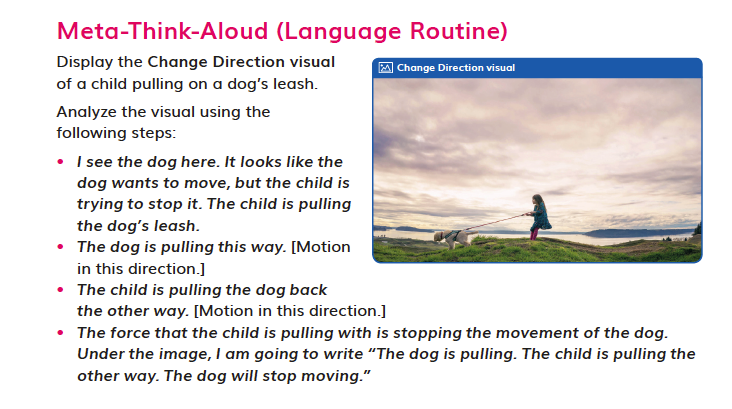 Meta-Think-Aloud (Language Routine)
Display the Change Direction visual
of a child pulling on a dog's leash.
Analyze the visual using the
following steps:
• I see the dog here. It looks like the
dog wants to move, but the child is
trying to stop it. The child is pulling
the dog's leash.
• The dog is pulling this way. [Motion
in this direction.]
• The child is pulling the dog back
the other way. [Motion in this direction.]
• The force that the child is pulling with is stopping the movement of the dog.
Under the image, I am going to write “The dog is pulling. The child is pulling the
other way. The dog will stop moving.”
Change Direction visual